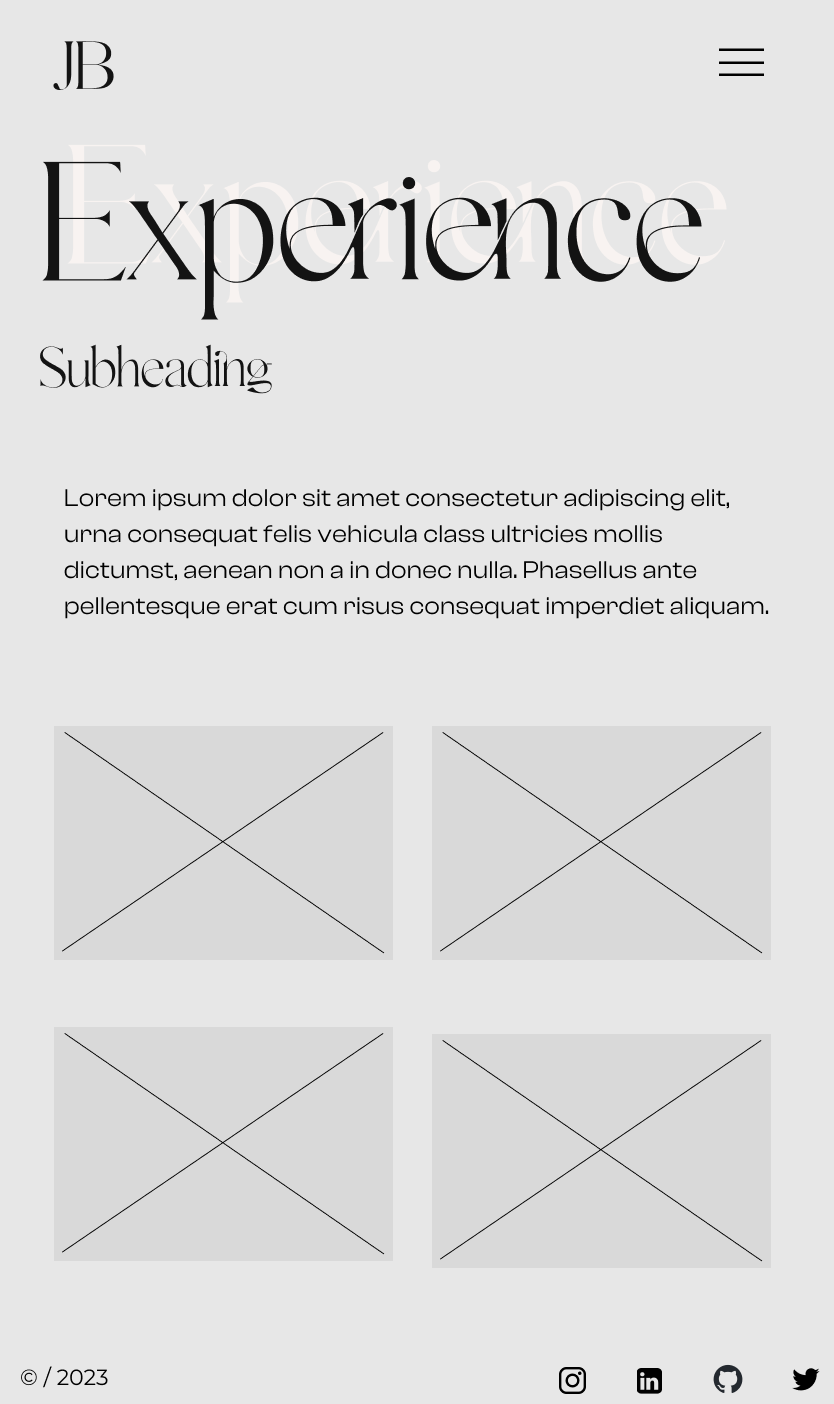 JB
Experience
Subheading
Lorem ipsum dolor sit amet consectetur adipiscing elit,
urna consequat felis vehicula class ultricies mollis
dictumst, aenean non a in donec nulla. Phasellus ante
pellentesque erat cum risus consequat imperdiet aliquam.
© / 2023
in